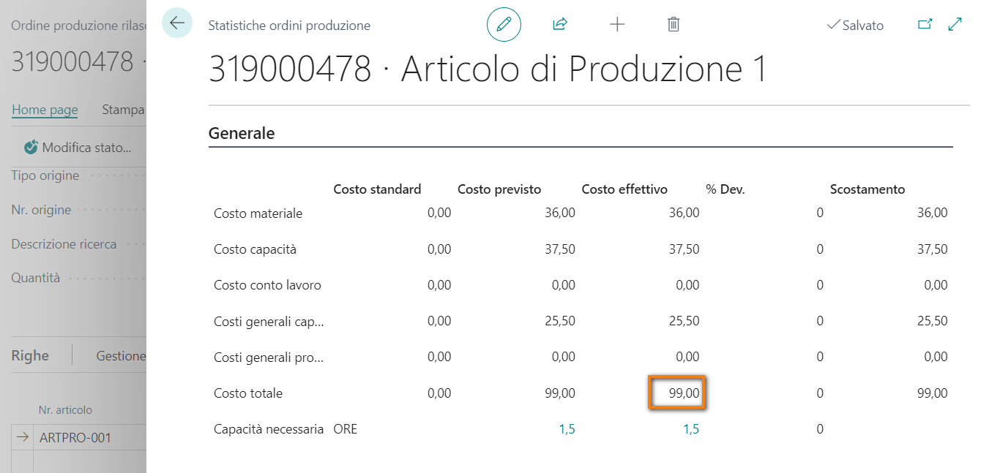 Ordine produzione rilasc
319000478 ·
Home page Stampa
Modifica stato...
Tipo origine
Nr. origine
Descrizione ricerca
Quantità
Righe Gestione
Nr. articolo
ARTPRO-001
Statistiche ordini produzione
Salvato
319000478 · Articolo di Produzione 1
Generale
Costo standard Costo previsto Costo effettivo % Dev. Scostamento
Costo materiale 0,00 36,00 36,00 0 36,00
Costo capacità 0,00 37,50 37,50 0 37,50
Costo conto lavoro 0,00 0,00 0,00 0 0,00
Costi generali cap... 0,00 25,50 25,50 0 25,50
Costi generali pro... 0,00 0,00 0,00 0 0,00
Costo totale 0,00 99,00 99,00 0 99,00
Capacità necessaria ORE 1,5 1,5 0